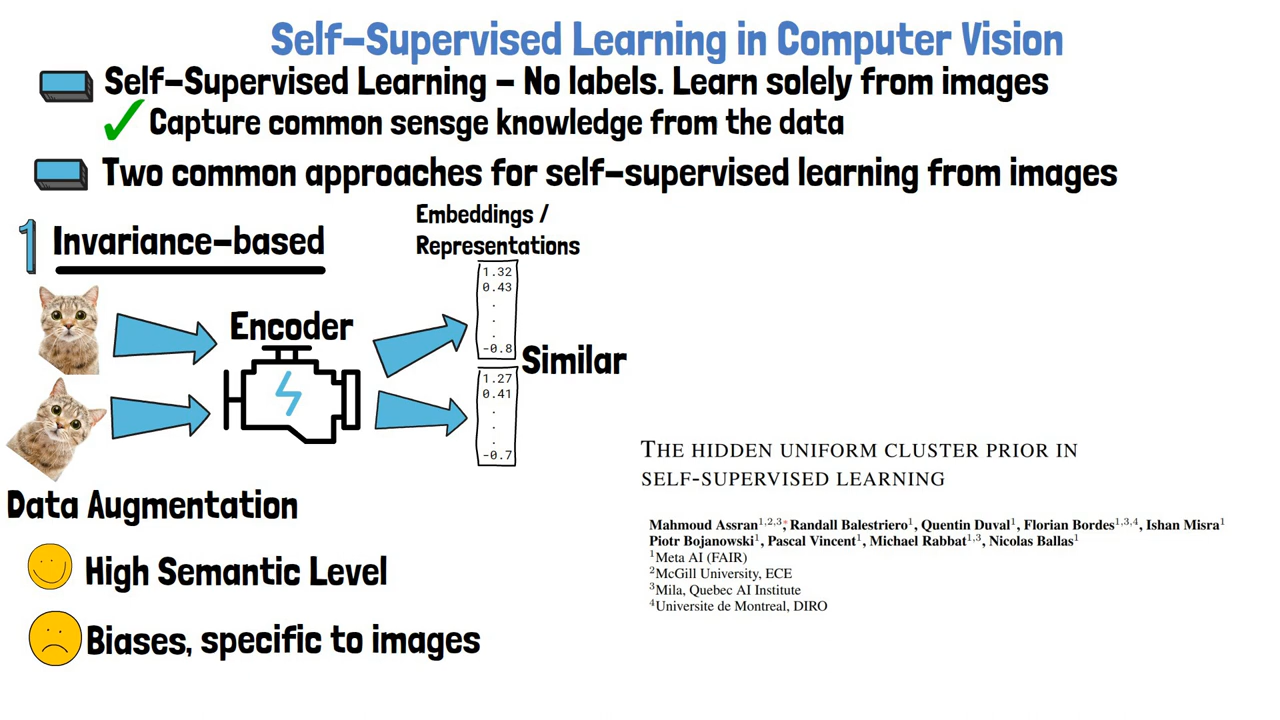 Self-Supervised Learning in Computer Vision
Self-Supervised Learning - No labels. Learn solely from images
Capture common sensge knowledge from the data
Two common approaches for self-supervised learning from images
1 Invariance-based
Embeddings /
Representations
1.32
0.43
.
.
.
-0.8
Encoder
Similar
1.27
0.41
.
.
.
-0.7
Data Augmentation
High Semantic Level
Biases, specific to images
THE HIDDEN UNIFORM CLUSTER PRIOR IN
SELF-SUPERVISED LEARNING
Mahmoud Assran1,2,3*, Randall Balestriero1, Quentin Duval1, Florian Bordes1,3,4, Ishan Misra1
Piotr Bojanowski1, Pascal Vincent1, Michael Rabbat1,3, Nicolas Ballas1
1Meta AI (FAIR)
2McGill University, ECE
3Mila, Quebec AI Institute
4Universite de Montreal, DIRO